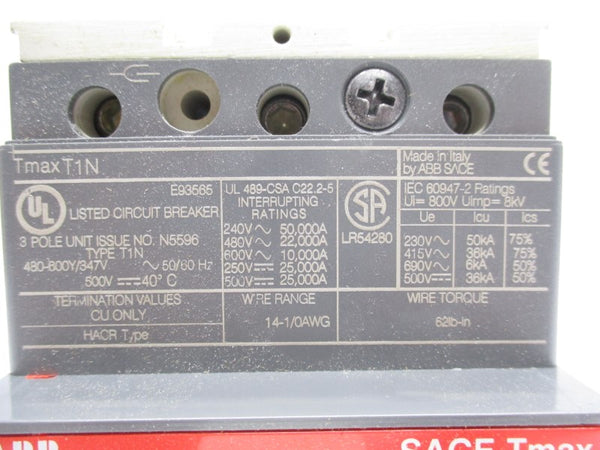 Tmax T1N
Made in Italy
by ABB SACE
CE
E93565
UL
LISTED CIRCUIT BREAKER
3 POLE UNIT ISSUE NO. N5596
TYPE T1N
480-600Y/347V ~ 50/60 Hz
500V ⎓ 40° C
UL 489-CSA C22.2-5
INTERRUPTING
RATINGS
240V ~ 50,000A
480V ~ 22,000A
600V ~ 10,000A
250V ⎓ 25,000A
500V ⎓ 25,000A
SA
LR54280
IEC 60947-2 Ratings
Ui= 800V Uimp= 8kV
Ue Icu Ics
230V ~ 50kA 75%
415V ~ 36kA 75%
690V ~ 6kA 50%
500V ⎓ 36kA 50%
TERMINATION VALUES
CU ONLY
HACR Type
WIRE RANGE
14-1/0AWG
WIRE TORQUE
62lb-in
ABB
SACE Tmax